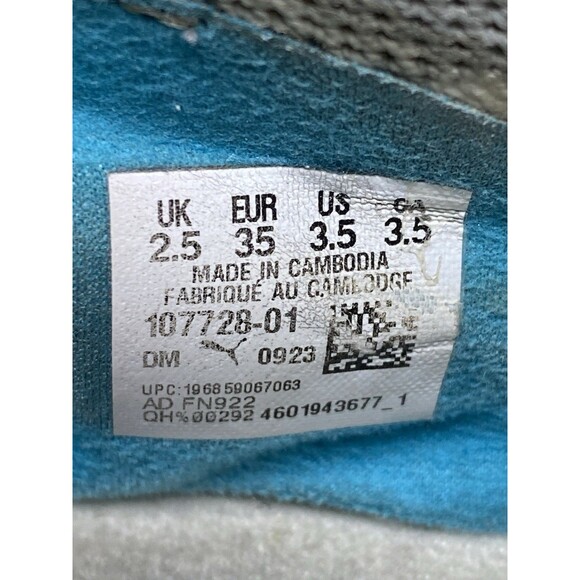 UK EUR US CA
2.5 35 3.5 3.5
MADE IN CAMBODIA
FABRIQUÉ AU CAMBODGE
107728-01
DM 0923
UPC:196859067063
AD FN922
QH%00292 4601943677_1